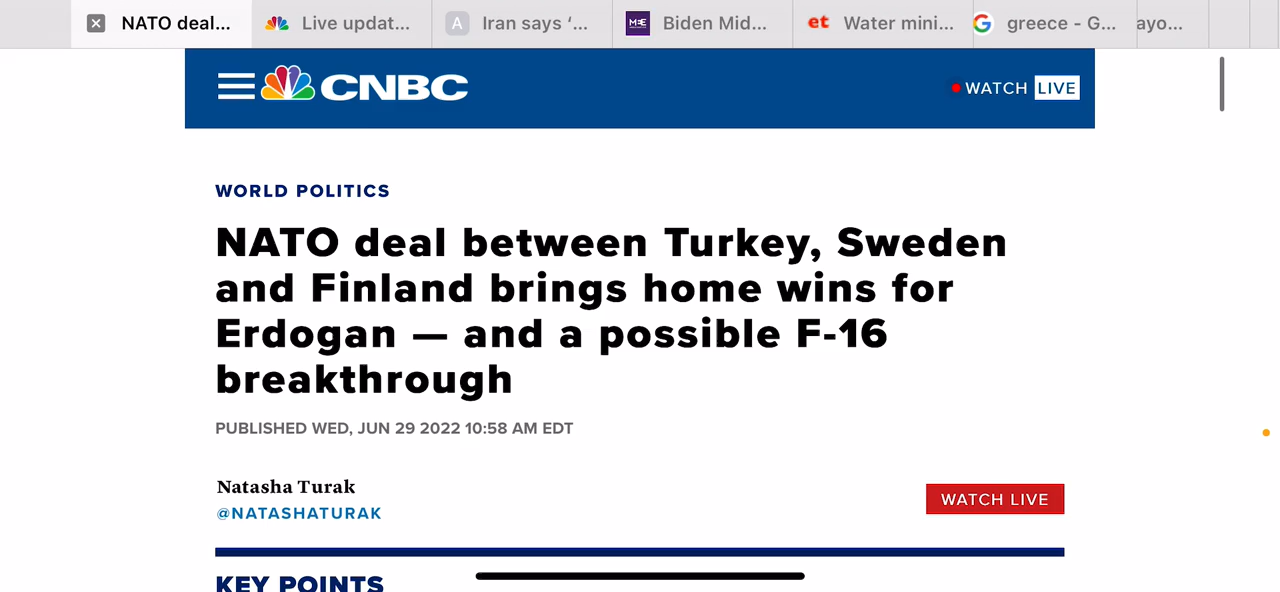 NATO deal...
Live updat...
A
Iran says ‘...
MEE
Biden Mid...
et
Water mini...
greece - G...
ayo...
CNBC
WATCH LIVE
WORLD POLITICS
NATO deal between Turkey, Sweden
and Finland brings home wins for
Erdogan — and a possible F-16
breakthrough
PUBLISHED WED, JUN 29 2022 10:58 AM EDT
Natasha Turak
@NATASHATURAK
WATCH LIVE
KEY POINTS